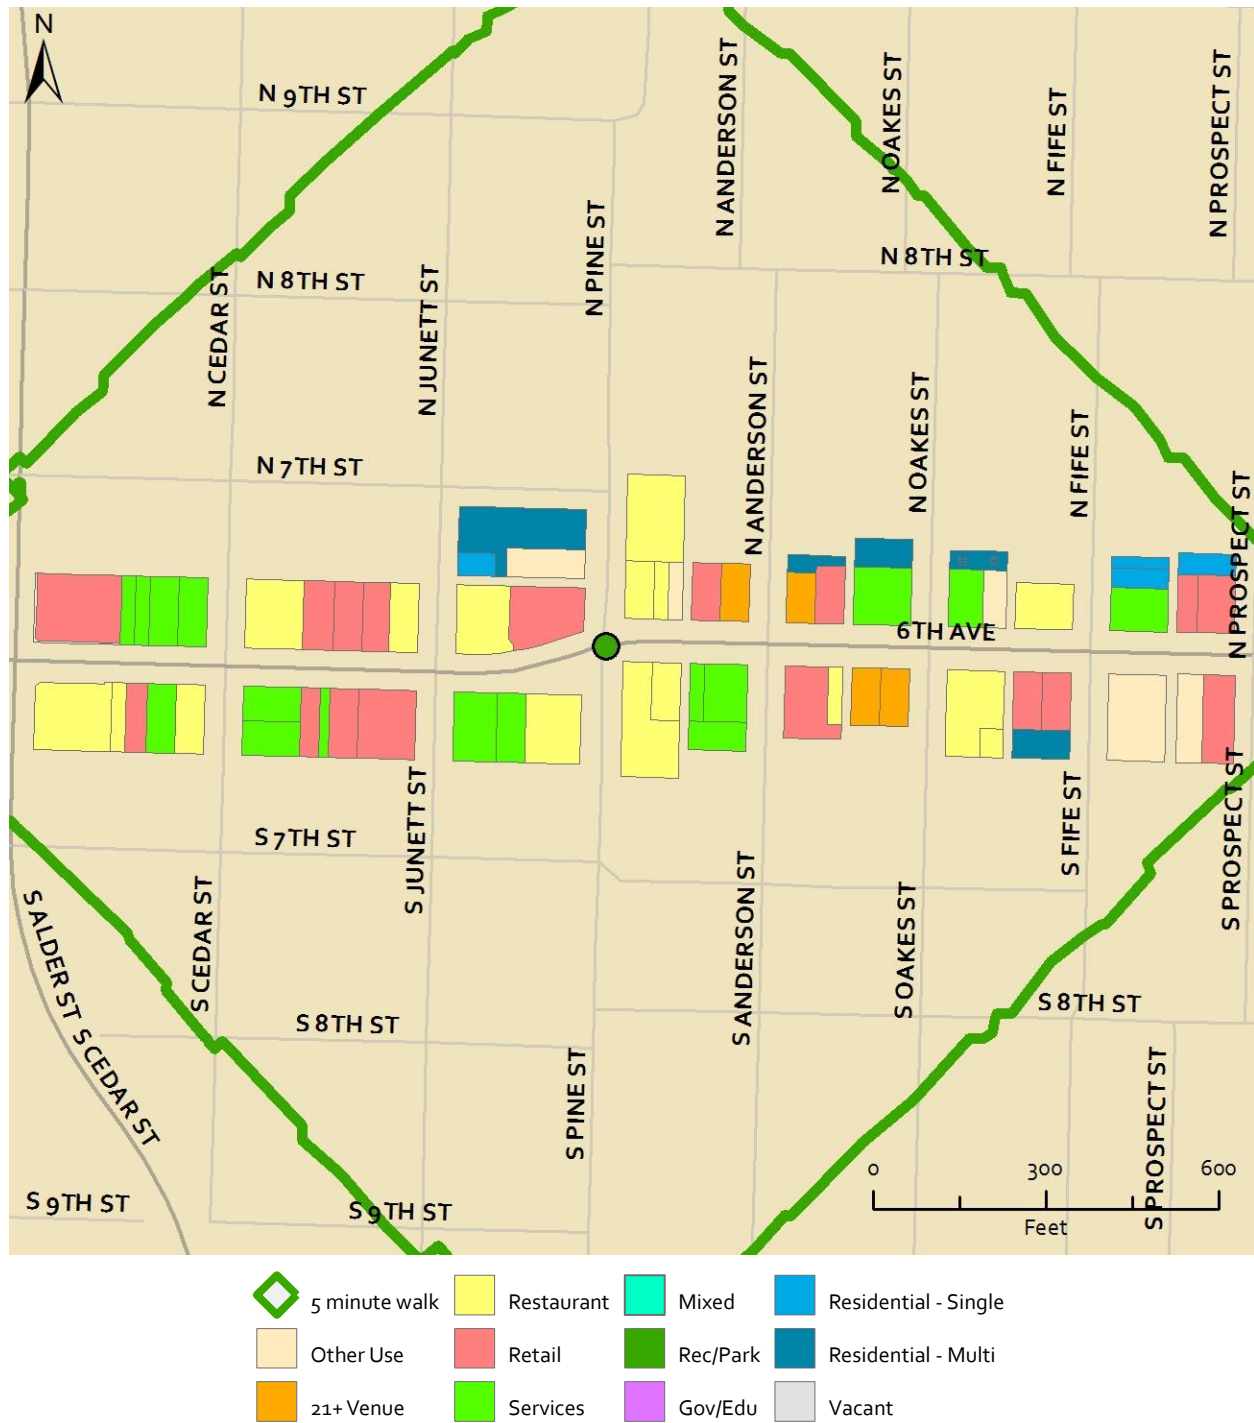 N
N 9TH ST
N ANDERSON ST
N OAKES ST
N FIFE ST
N PROSPECT ST
N PINE ST
N 8TH ST
N 8TH ST
N CEDAR ST
N JUNETT ST
N ANDERSON ST
N OAKES ST
N FIFE ST
N 7TH ST
N PROSPECT ST
6TH AVE
S 7TH ST
S JUNETT ST
S FIFE ST
S PROSPECT ST
S ALDER ST
S CEDAR ST
S CEDAR ST
S ANDERSON ST
S OAKES ST
S 8TH ST
S 8TH ST
S PINE ST
S PROSPECT ST
S 9TH ST
S 9TH ST
0 300 600
Feet
5 minute walk Restaurant Mixed Residential - Single
Other Use Retail Rec/Park Residential - Multi
21+ Venue Services Gov/Edu Vacant